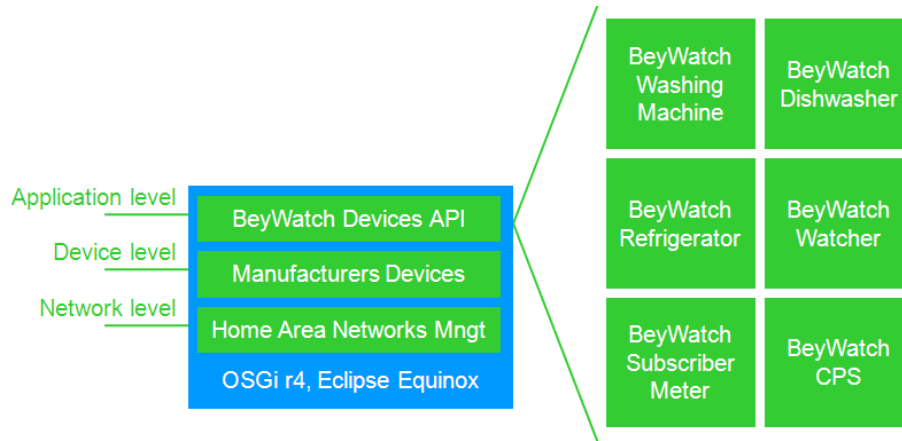 Application level
Device level
Network level
BeyWatch Devices API
Manufacturers Devices
Home Area Networks Mngt
OSGi r4, Eclipse Equinox
BeyWatch
Washing
Machine
BeyWatch
Dishwasher
BeyWatch
Refrigerator
BeyWatch
Watcher
BeyWatch
Subscriber
Meter
BeyWatch
CPS